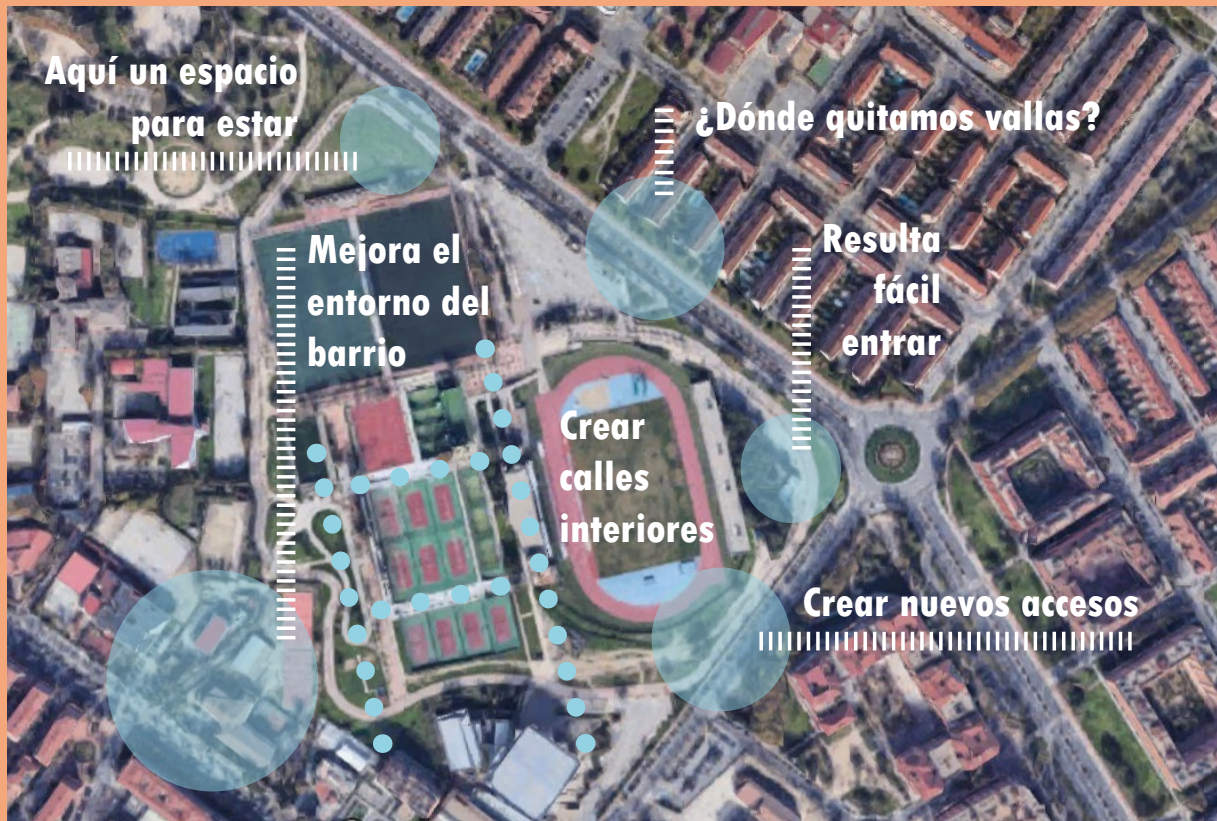 Aquí un espacio
para estar
¿Dónde quitamos vallas?
Mejora el
entorno del
barrio
Resulta
fácil
entrar
Crear
calles
interiores
Crear nuevos accesos